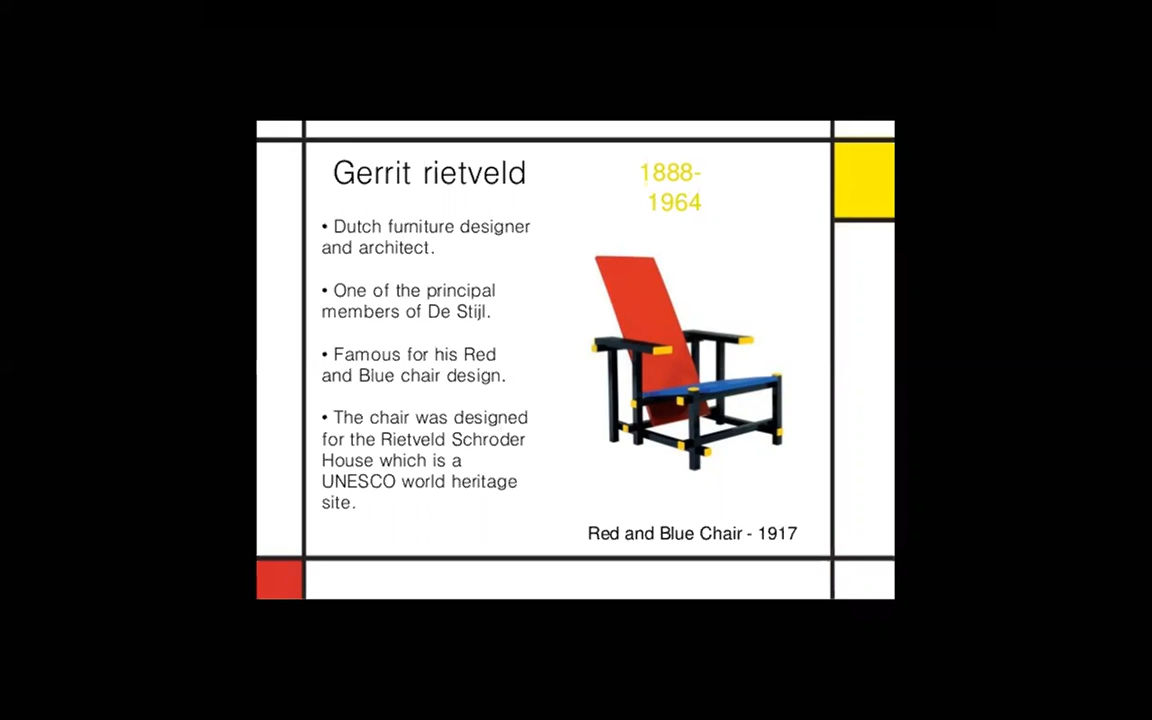 Gerrit rietveld
1888-
1964
• Dutch furniture designer
and architect.
• One of the principal
members of De Stijl.
• Famous for his Red
and Blue chair design.
• The chair was designed
for the Rietveld Schroder
House which is a
UNESCO world heritage
site.
Red and Blue Chair - 1917